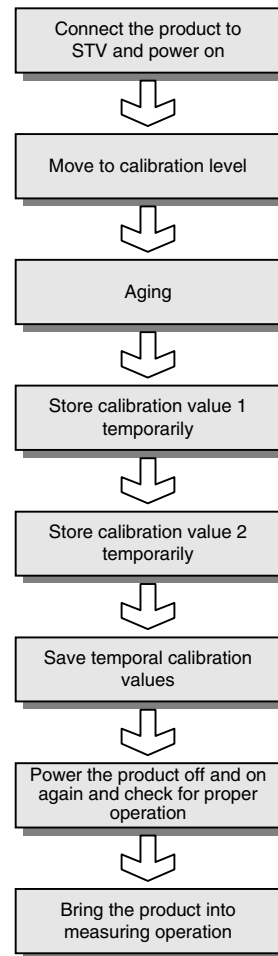 Connect the product to
STV and power on
Move to calibration level
Aging
Store calibration value 1
temporarily
Store calibration value 2
temporarily
Save temporal calibration
values
Power the product off and on
again and check for proper
operation
Bring the product into
measuring operation